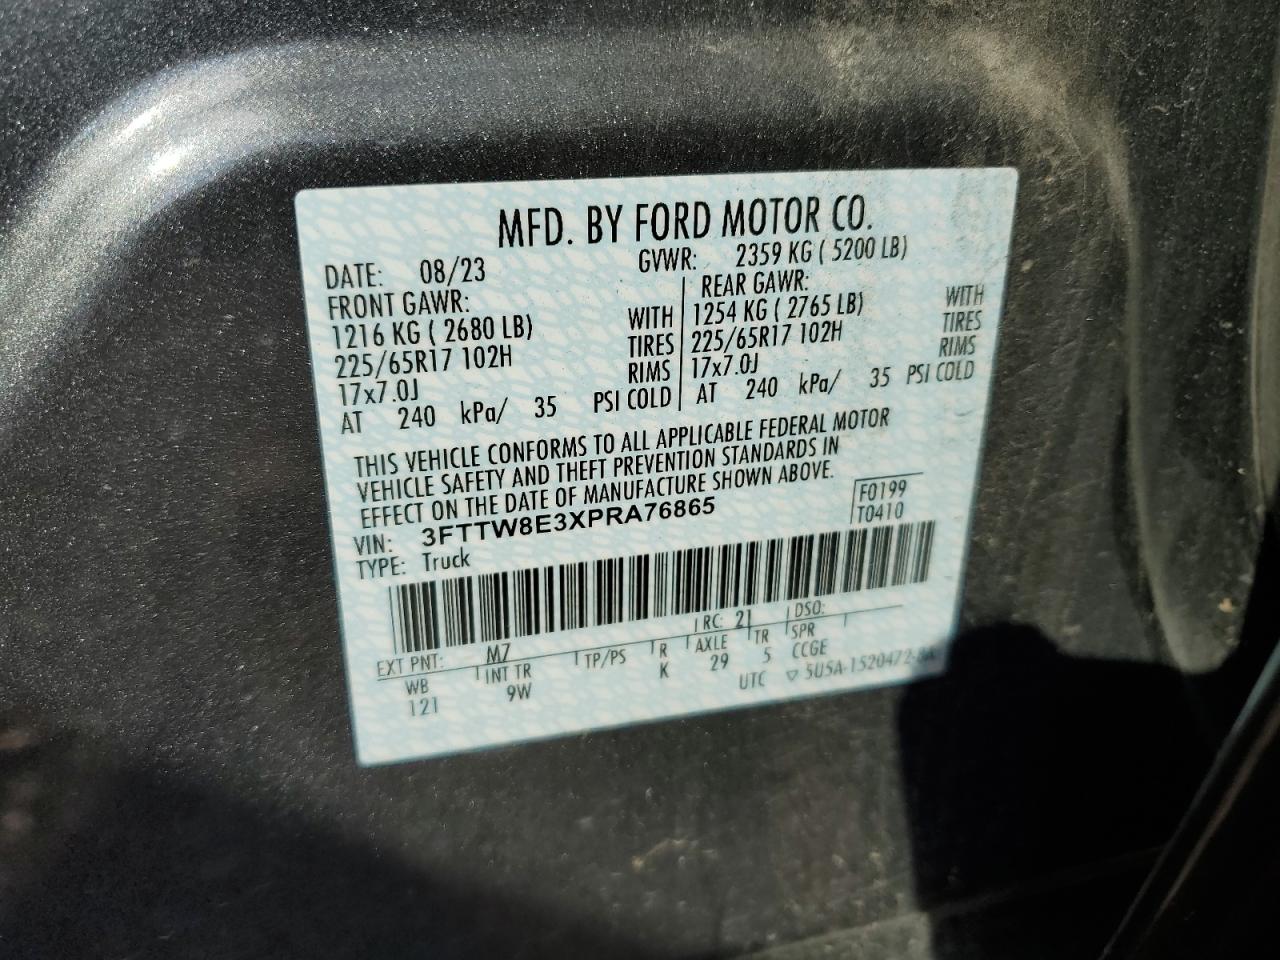 MFD. BY FORD MOTOR CO.
DATE: 08/23 GVWR: 2359 KG ( 5200 LB)
FRONT GAWR: REAR GAWR:
1216 KG ( 2680 LB) WITH 1254 KG ( 2765 LB) WITH
225/65R17 102H TIRES 225/65R17 102H TIRES
17x7.0J RIMS 17x7.0J RIMS
AT 240 kPa/ 35 PSI COLD AT 240 kPa/ 35 PSI COLD
THIS VEHICLE CONFORMS TO ALL APPLICABLE FEDERAL MOTOR
VEHICLE SAFETY AND THEFT PREVENTION STANDARDS IN
EFFECT ON THE DATE OF MANUFACTURE SHOWN ABOVE.
VIN: 3FTTW8E3XPRA76865 F0199
TYPE: Truck T0410
EXT PNT: M7 RC: 21 DSO:
WB INT TR TP/PS R AXLE TR SPR
121 9W K 29 5 CCGE
UTC ▽ 5U5A-1520472-